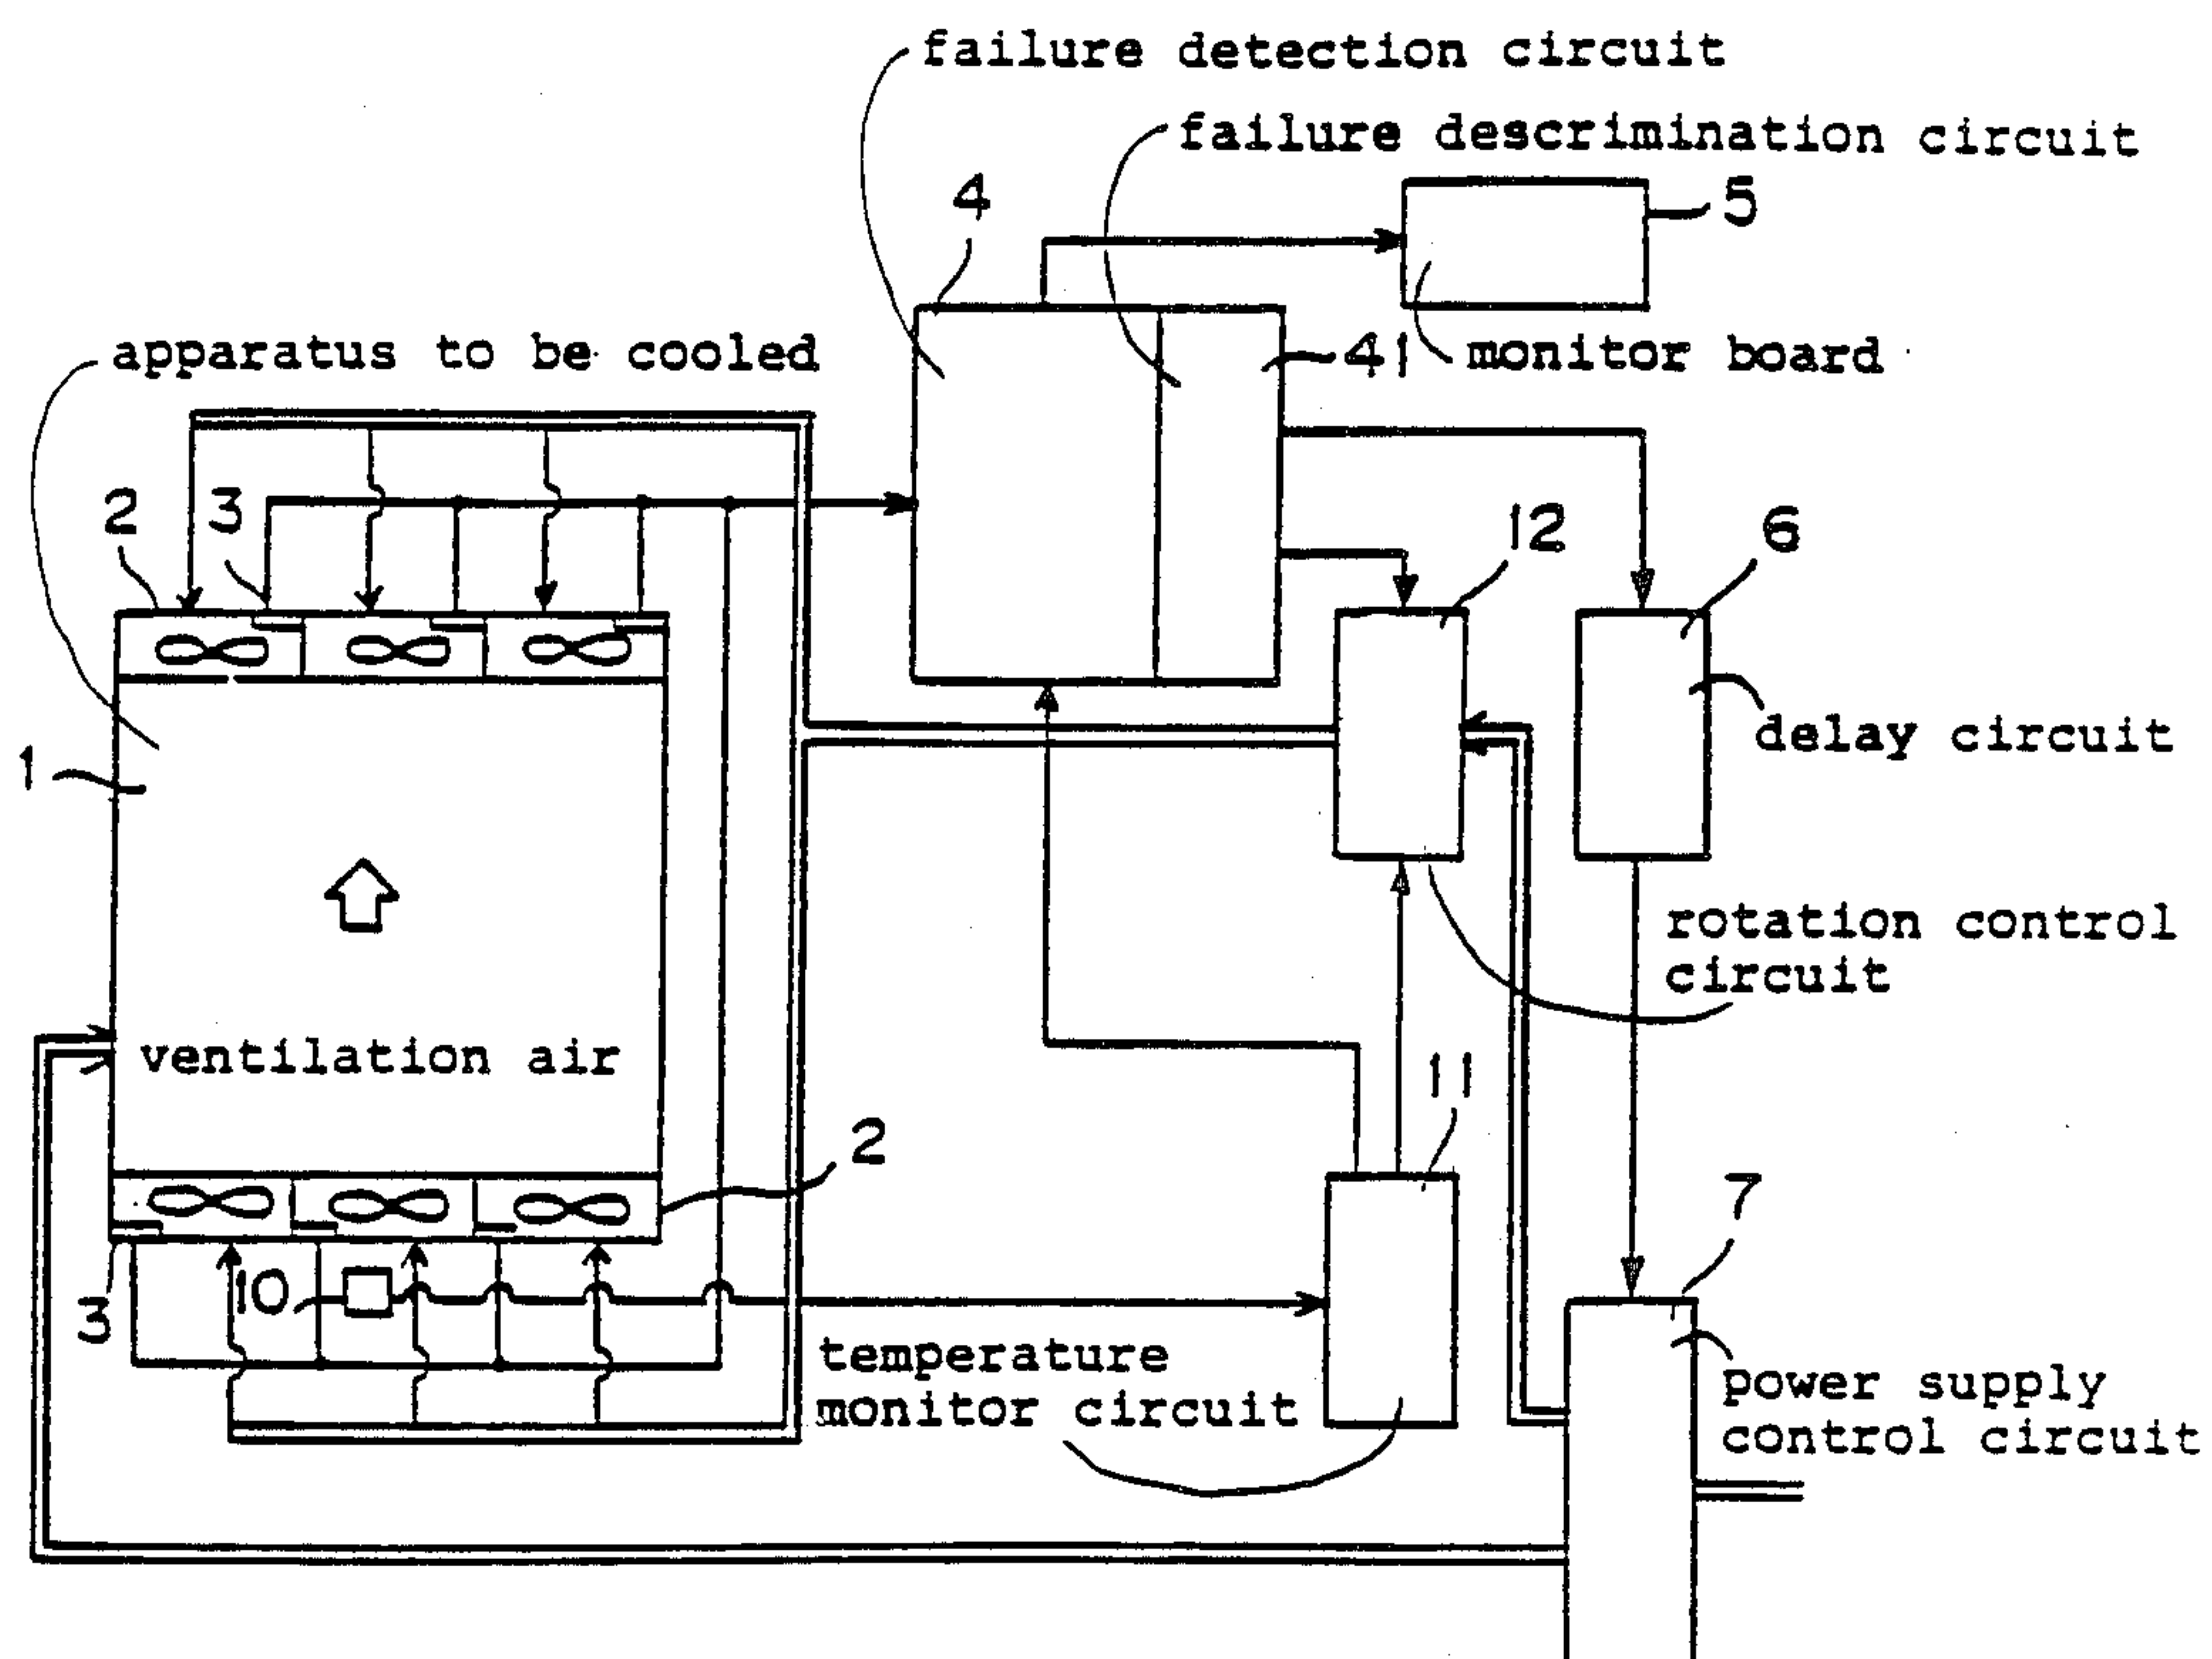 failure detection circuit
failure descrimination circuit
4
5
apparatus to be cooled
41
monitor board
2
3
12
6
delay circuit
1
rotation control
circuit
ventilation air
11
2
7
10
3
temperature
monitor circuit
power supply
control circuit